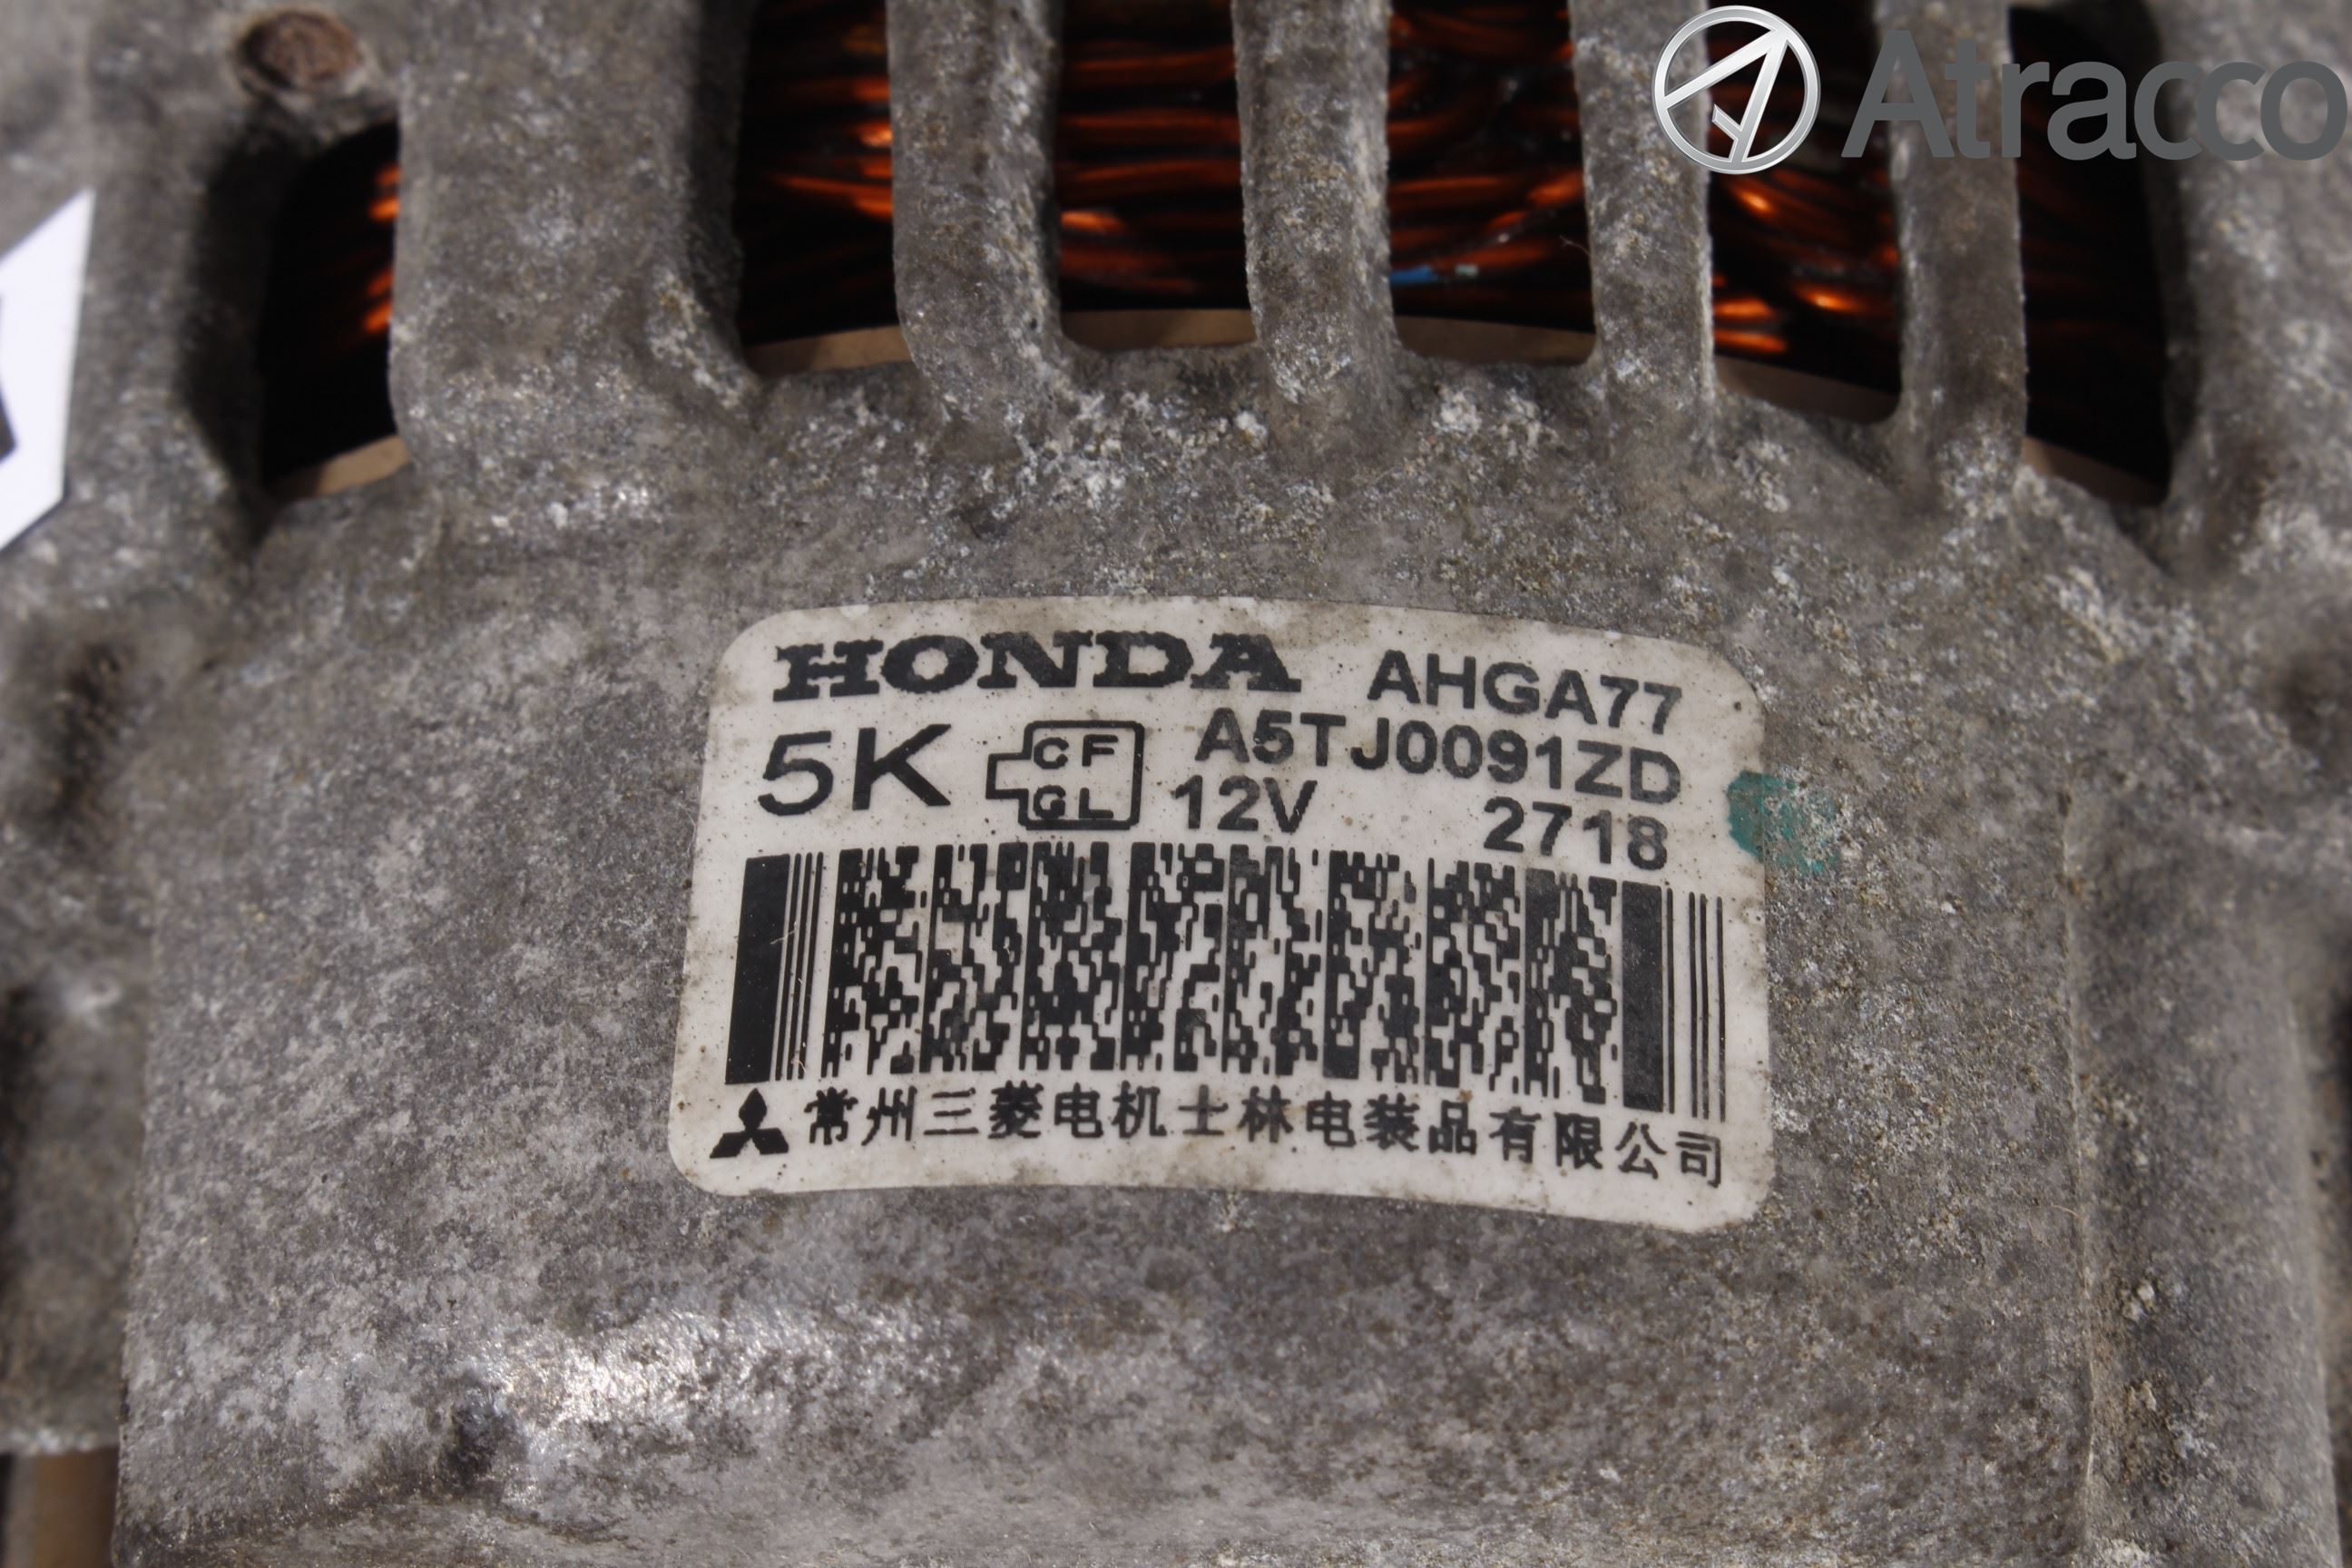 Atracco
HONDA AHGA77
5K CF A5TJ0091ZD
GL 12V 2718
常州三菱电机士林电装品有限公司